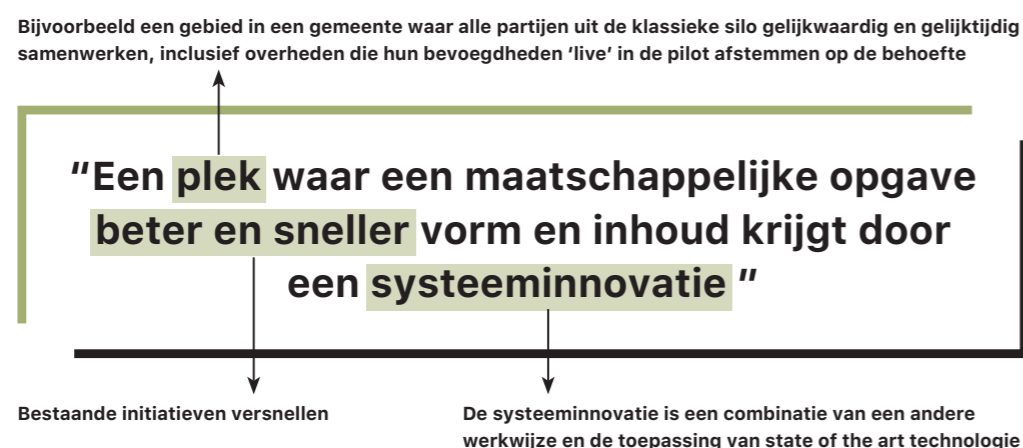 Bijvoorbeeld een gebied in een gemeente waar alle partijen uit de klassieke silo gelijkwaardig en gelijktijdig
samenwerken, inclusief overheden die hun bevoegdheden ‘live’ in de pilot afstemmen op de behoefte
“Een plek waar een maatschappelijke opgave
beter en sneller vorm en inhoud krijgt door
een systeeminnovatie ”
Bestaande initiatieven versnellen
De systeeminnovatie is een combinatie van een andere
werkwijze en de toepassing van state of the art technologie